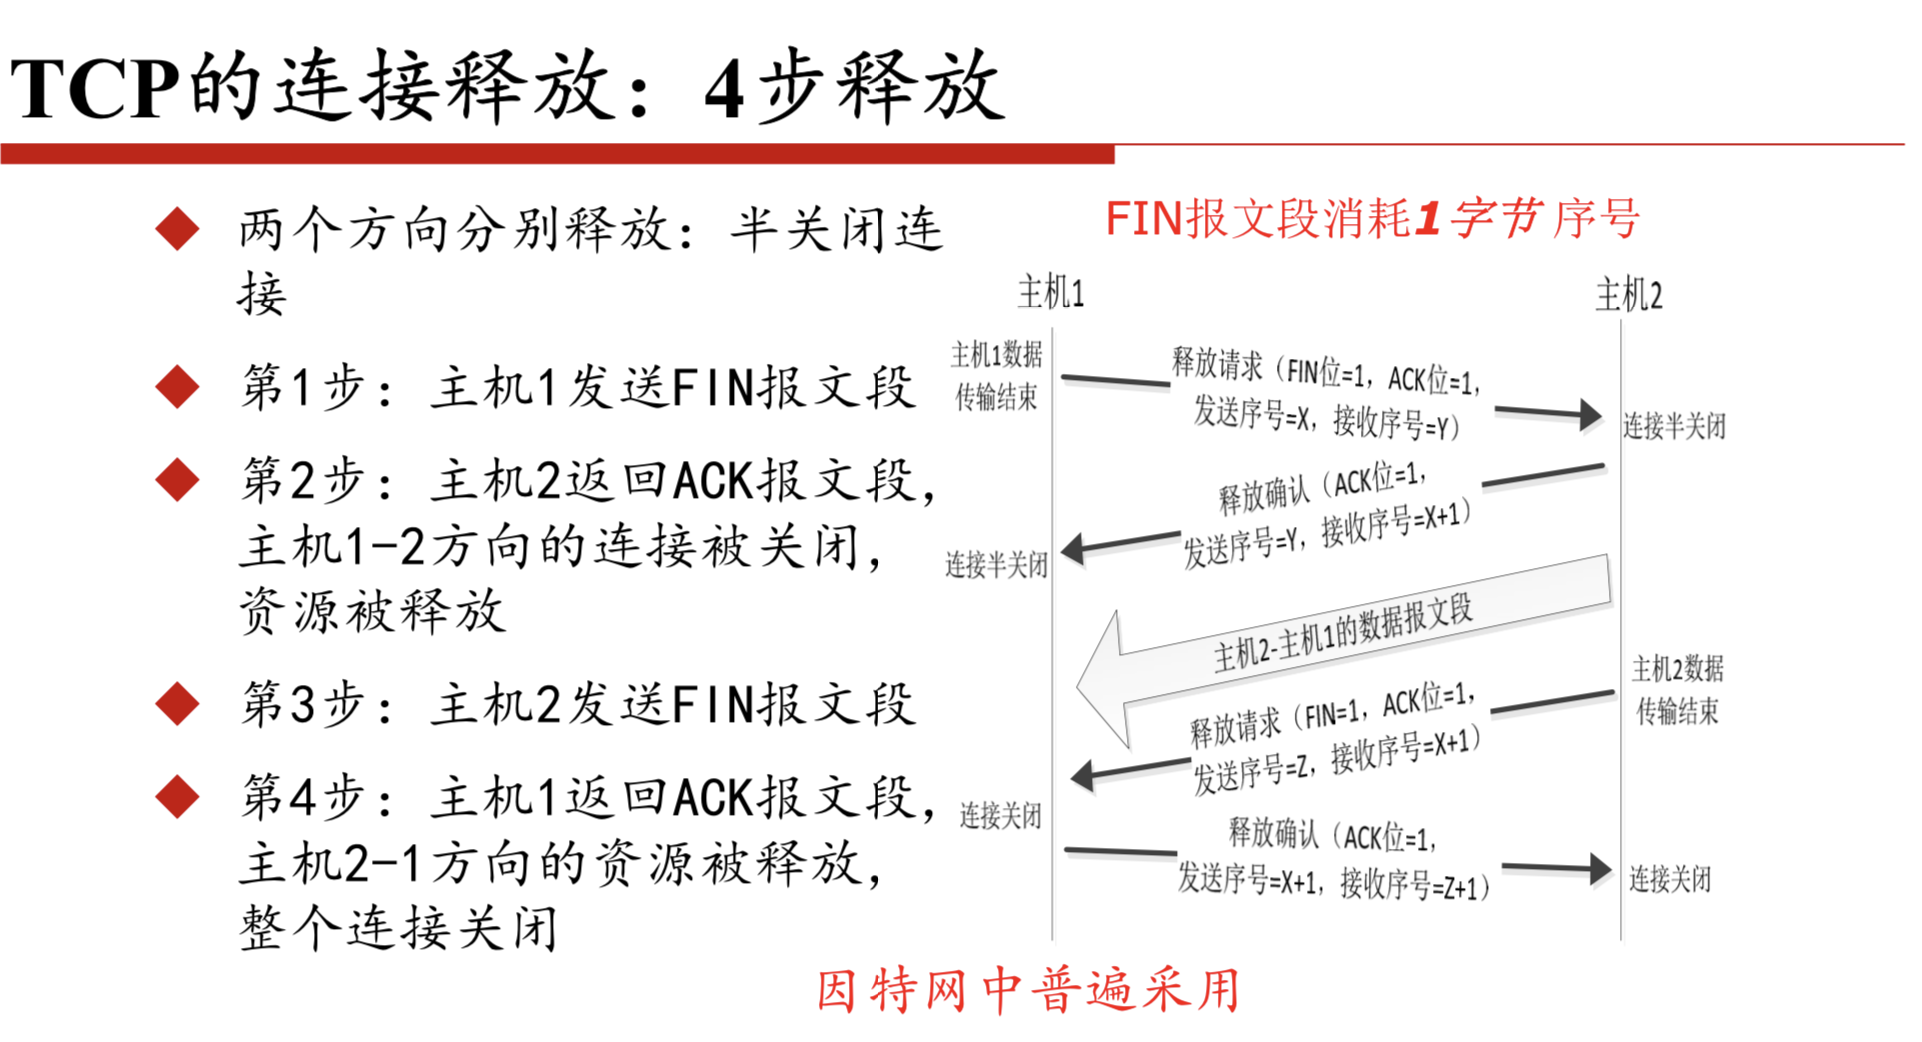 TCP的连接释放：4步释放
两个方向分别释放：半关闭连
接
第1步：主机1发送FIN报文段
第2步：主机2返回ACK报文段，
主机1-2方向的连接被关闭，
资源被释放
第3步：主机2发送FIN报文段
第4步：主机1返回ACK报文段，
主机2-1方向的资源被释放，
整个连接关闭
FIN报文段消耗1字节序号
主机1
主机2
主机1数据
传输结束
释放请求（FIN位=1，ACK位=1，
发送序号=X，接收序号=Y）
连接半关闭
释放确认（ACK位=1，
发送序号=Y，接收序号=X+1）
连接半关闭
主机2-主机1的数据报文段
主机2数据
传输结束
释放请求（FIN=1，ACK位=1，
发送序号=Z，接收序号=X+1）
连接关闭
释放确认（ACK位=1，
发送序号=X+1，接收序号=Z+1）
连接关闭
因特网中普遍采用